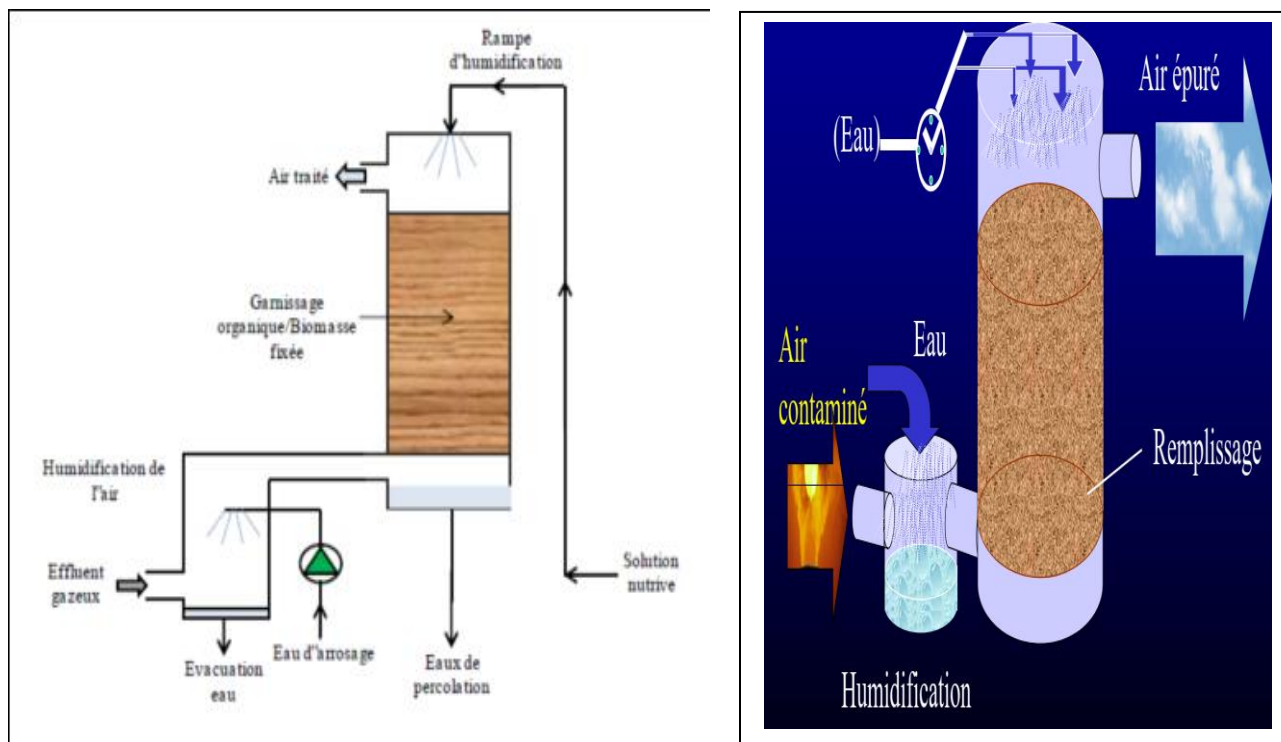 Rampe
d"humidification
Air traité
Garnissage
organique/Biomasse
fixée
Humidification de
l"air
Effluent
gazeux
Solution
nutrive
Eau d"arrosage
Evacuation
eau
Eaux de
percolation
Air épuré
(Eau)
Eau
Air
contaminé
Remplissage
Humidification